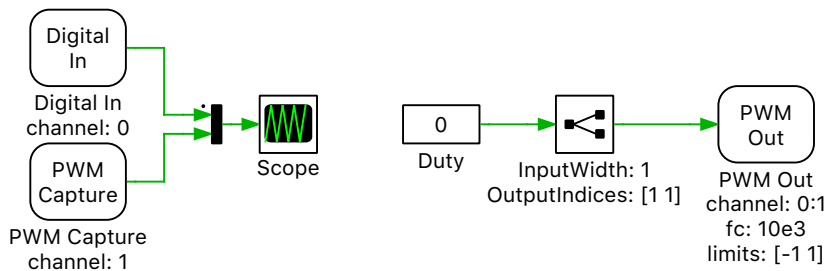 Digital
In
Digital In
channel: 0
PWM
Capture
PWM Capture
channel: 1
Scope
0
Duty
InputWidth: 1
OutputIndices: [1 1]
PWM
Out
PWM Out
channel: 0:1
fc: 10e3
limits: [-1 1]